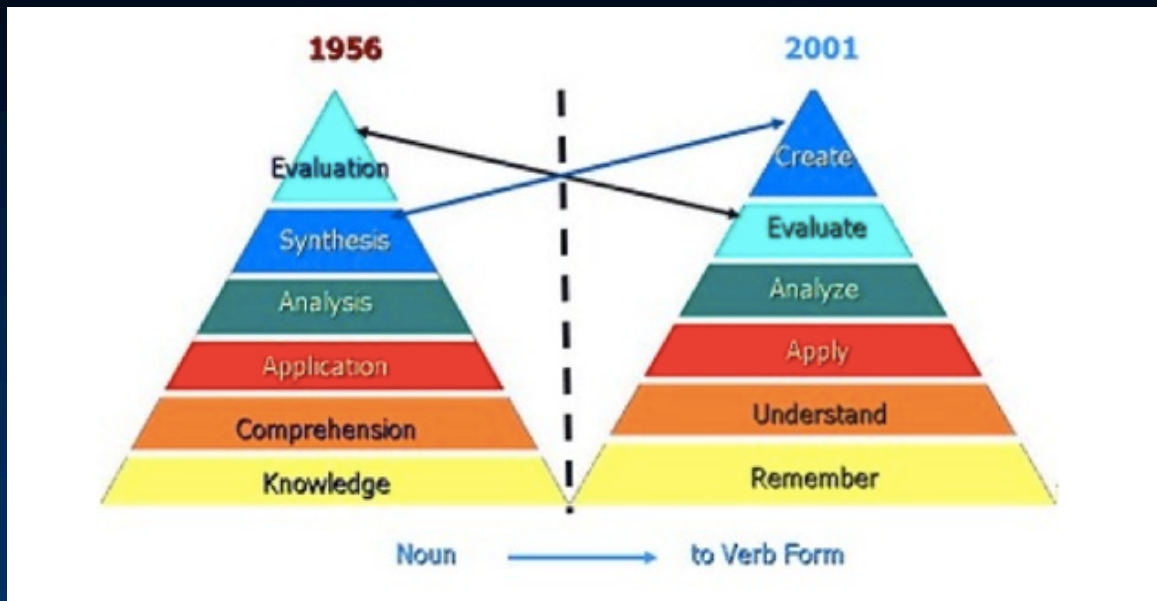 1956
Evaluation
Synthesis
Analysis
Application
Comprehension
Knowledge
2001
Create
Evaluate
Analyze
Apply
Understand
Remember
Noun to Verb Form